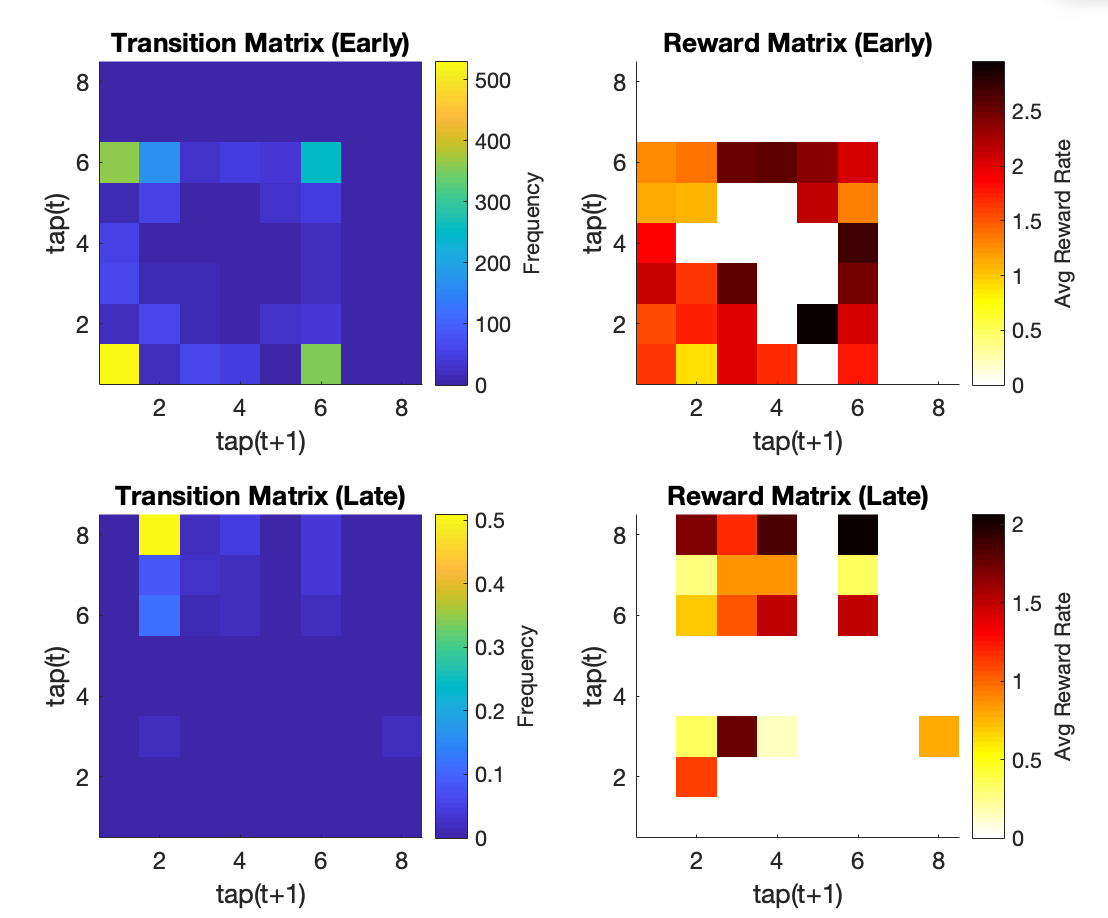 Transition Matrix (Early)
8
6
4
2
tap(t)
2 4 6 8
tap(t+1)
500
400
300
200
100
0
Frequency
Reward Matrix (Early)
8
6
4
2
tap(t)
2 4 6 8
tap(t+1)
2.5
2
1.5
1
0.5
0
Avg Reward Rate
Transition Matrix (Late)
8
6
4
2
tap(t)
2 4 6 8
tap(t+1)
0.5
0.4
0.3
0.2
0.1
0
Frequency
Reward Matrix (Late)
8
6
4
2
tap(t)
2 4 6 8
tap(t+1)
2
1.5
1
0.5
0
Avg Reward Rate